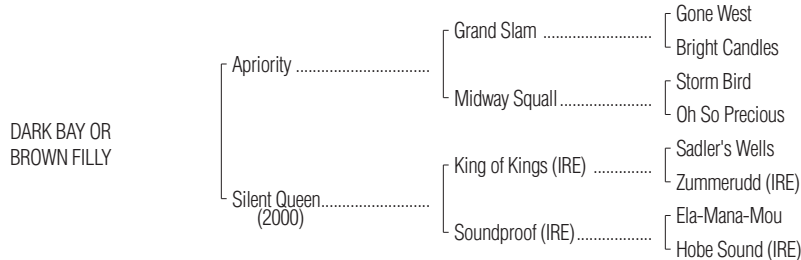 DARK BAY OR
BROWN FILLY
Apriority ................................
Silent Queen..........................
(2000)
Grand Slam ..........................
Midway Squall......................
King of Kings (IRE) ..............
Soundproof (IRE)..................
Gone West
Bright Candles
Storm Bird
Oh So Precious
Sadler's Wells
Zummerudd (IRE)
Ela-Mana-Mou
Hobe Sound (IRE)